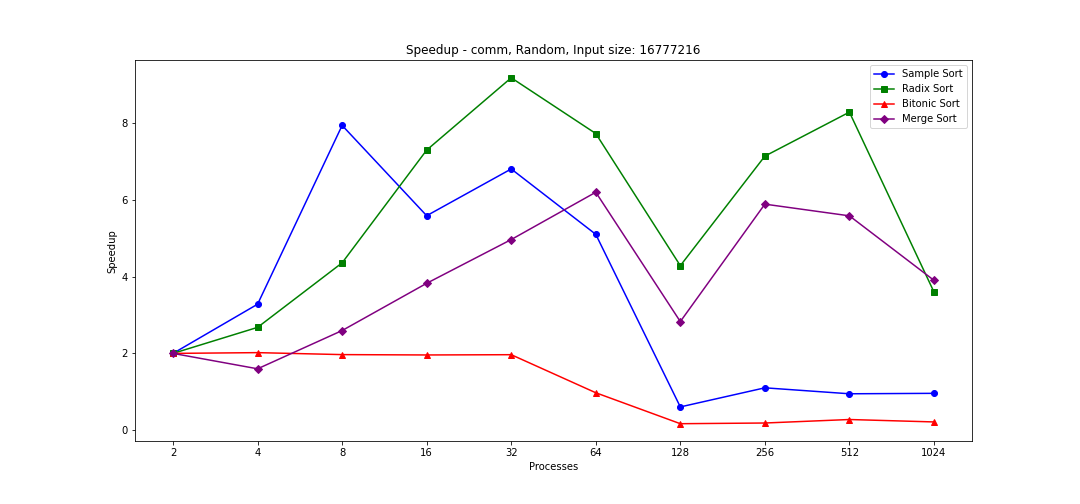 Speedup - comm, Random, Input size: 16777216
Sample Sort
Radix Sort
Bitonic Sort
Merge Sort
Speedup
8
6
4
2
0
2 4 8 16 32 64 128 256 512 1024
Processes